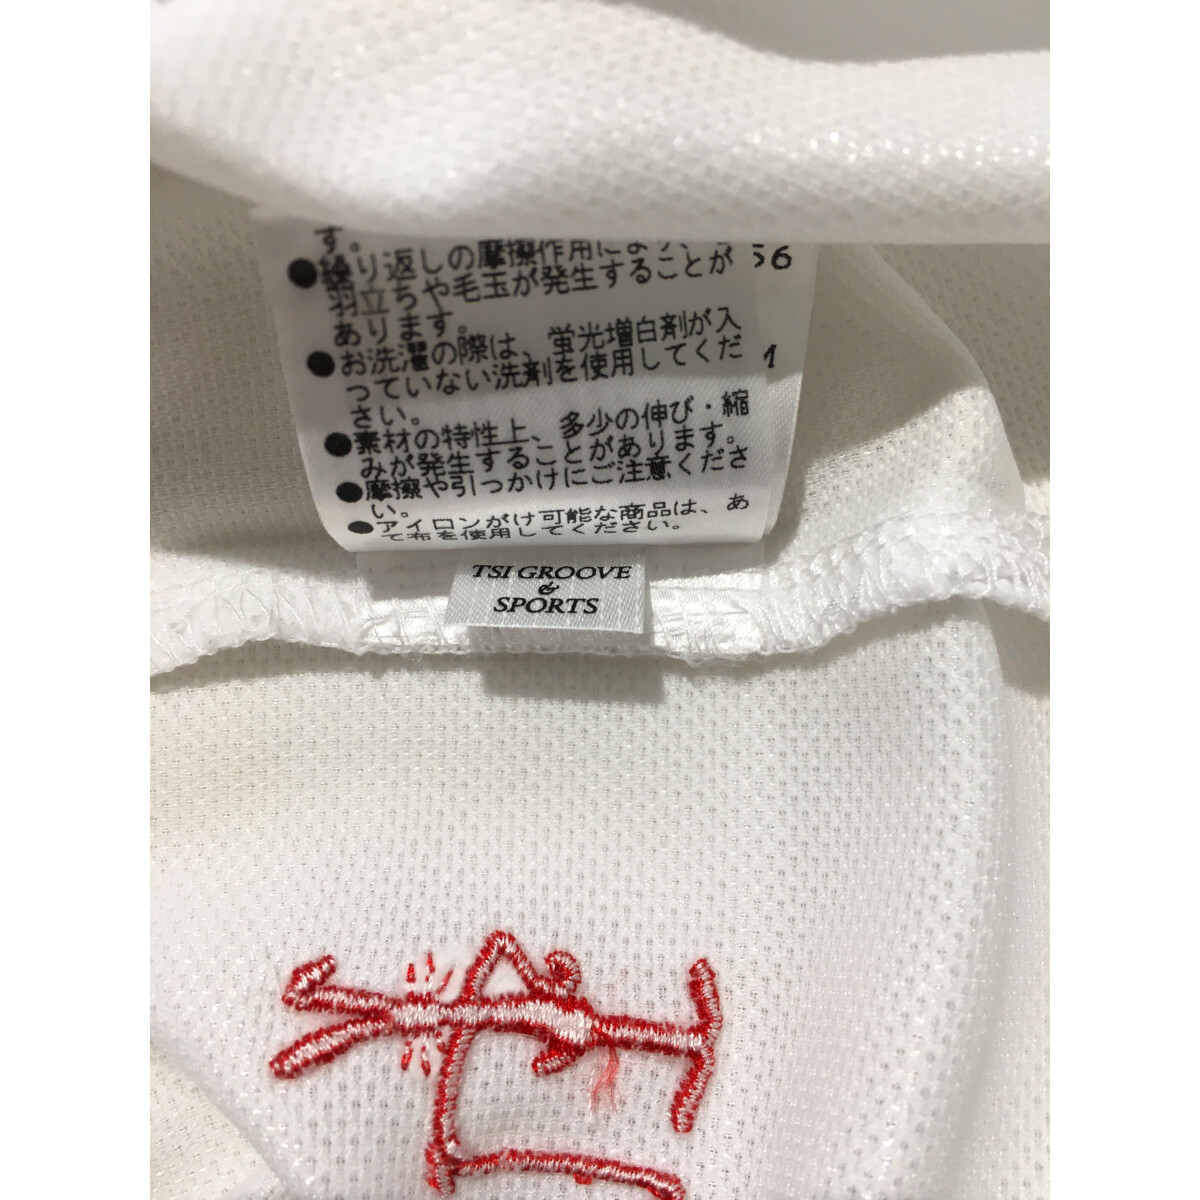 す。
●繰り返しの摩擦作用により、
羽立ちや毛玉が発生することが
あります。
●お洗濯の際は、蛍光増白剤が入
っていない洗剤を使用してくだ
さい。
●素材の特性上、多少の伸び・縮
みが発生することがあります。
●摩擦や引っかけにご注意くださ
い。
●アイロンがけ可能な商品は、あ
て布を使用してください。
56
TSI GROOVE
&
SPORTS